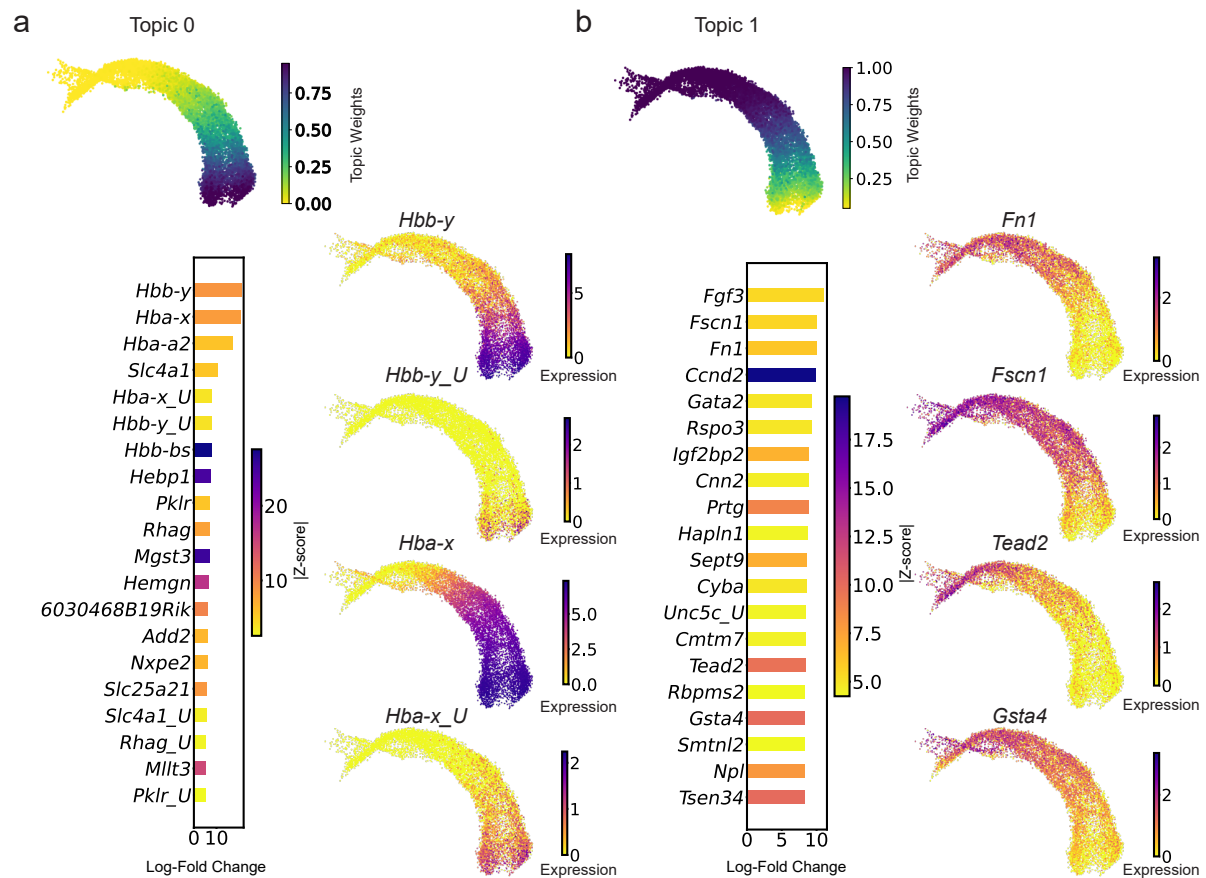 a
Topic 0
0.75
0.50
0.25
0.00
Topic Weights
Hbb-y
Hba-x
Hba-a2
Slc4a1
Hba-x_U
Hbb-y_U
Hbb-bs
Hebp1
Pklr
Rhag
Mgst3
Hemgn
6030468B19Rik
Add2
Nxpe2
Slc25a21
Slc4a1_U
Rhag_U
Mllt3
Pklr_U
0 10
Log-Fold Change
20
10
|Z-score|
Hbb-y
5
0
Expression
Hbb-y_U
2
1
0
Expression
Hba-x
5.0
2.5
0.0
Expression
Hba-x_U
2
1
0
Expression
b
Topic 1
1.00
0.75
0.50
0.25
Topic Weights
Fgf3
Fscn1
Fn1
Ccnd2
Gata2
Rspo3
Igf2bp2
Cnn2
Prtg
Hapln1
Sept9
Cyba
Unc5c_U
Cmtm7
Tead2
Rbpms2
Gsta4
Smtnl2
Npl
Tsen34
0 10
Log-Fold Change
17.5
15.0
12.5
10.0
7.5
5.0
|Z-score|
Fn1
2
0
Expression
Fscn1
2
1
0
Expression
Tead2
2
1
0
Expression
Gsta4
2
0
Expression